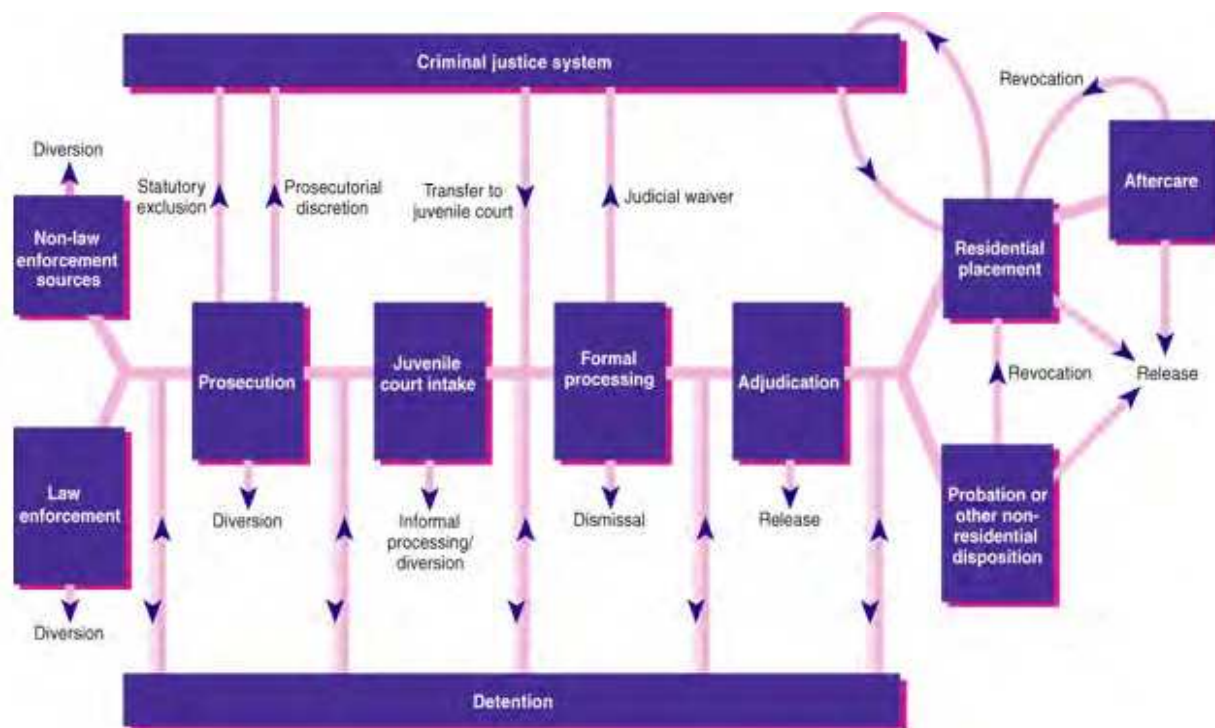 Criminal justice system
Revocation
Diversion
Aftercare
Statutory
exclusion
Prosecutorial
discretion
Transfer to
juvenile court
Judicial waiver
Non-law
enforcement
sources
Residential
placement
Prosecution
Juvenile
court intake
Formal
processing
Adjudication
Revocation
Release
Law
enforcement
Diversion
Informal
processing/
diversion
Dismissal
Release
Probation or
other non-
residential
disposition
Diversion
Detention